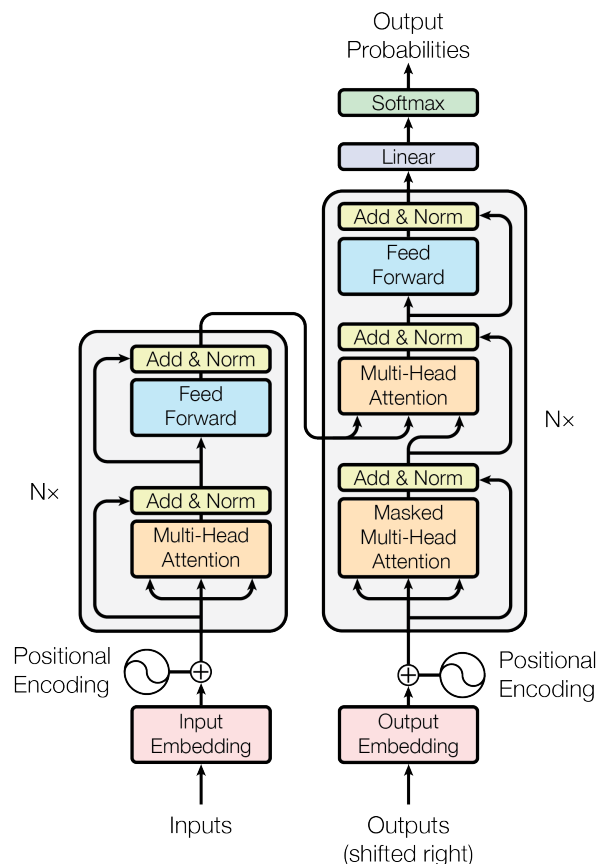 Output
Probabilities
Softmax
Linear
Add & Norm
Feed
Forward
Add & Norm
Multi-Head
Attention
Add & Norm
Masked
Multi-Head
Attention
N×
Add & Norm
Feed
Forward
Add & Norm
Multi-Head
Attention
N×
Positional
Encoding
Positional
Encoding
Input
Embedding
Output
Embedding
Inputs
Outputs
(shifted right)